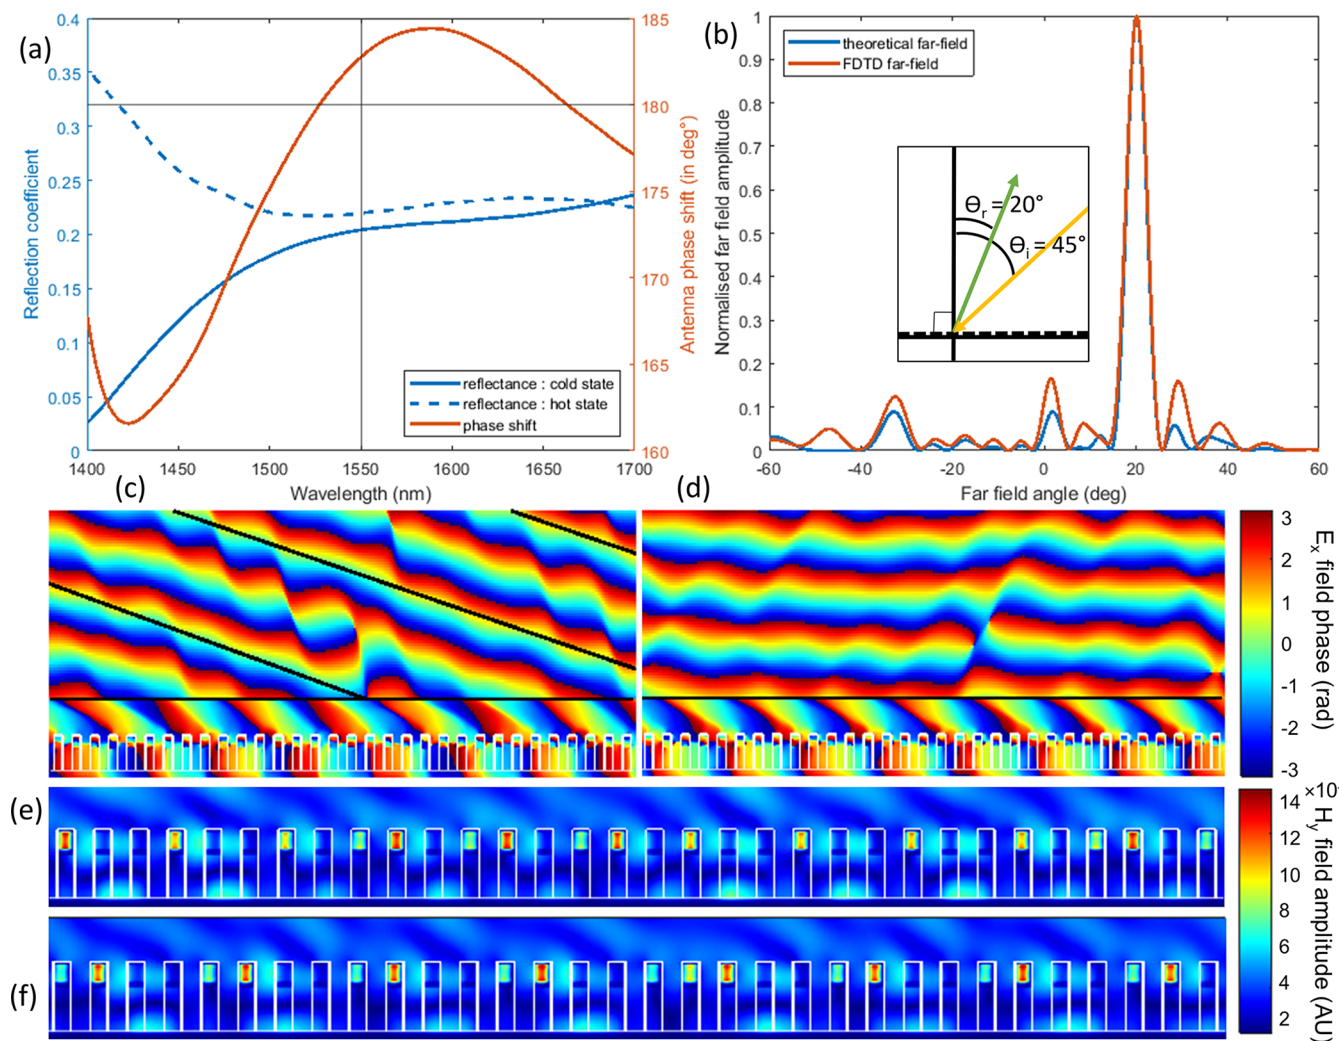 (a)
0.4
0.35
0.3
0.25
0.2
0.15
0.1
0.05
0
Reflection coefficient
185
180
175
170
165
160
Antenna phase shift (in deg°)
reflectance : cold state
reflectance : hot state
phase shift
1400 1450 1500 1550 1600 1650 1700
Wavelength (nm)
(b)
1
0.9
0.8
0.7
0.6
0.5
0.4
0.3
0.2
0.1
0
Normalised far field amplitude
theoretical far-field
FDTD far-field
Θr = 20°
Θi = 45°
-60 -40 -20 0 20 40 60
Far field angle (deg)
(c)
(d)
3
2
1
0
-1
-2
-3
Ex field phase (rad)
(e)
(f)
×10-
14
12
10
8
6
4
2
Hy field amplitude (AU)